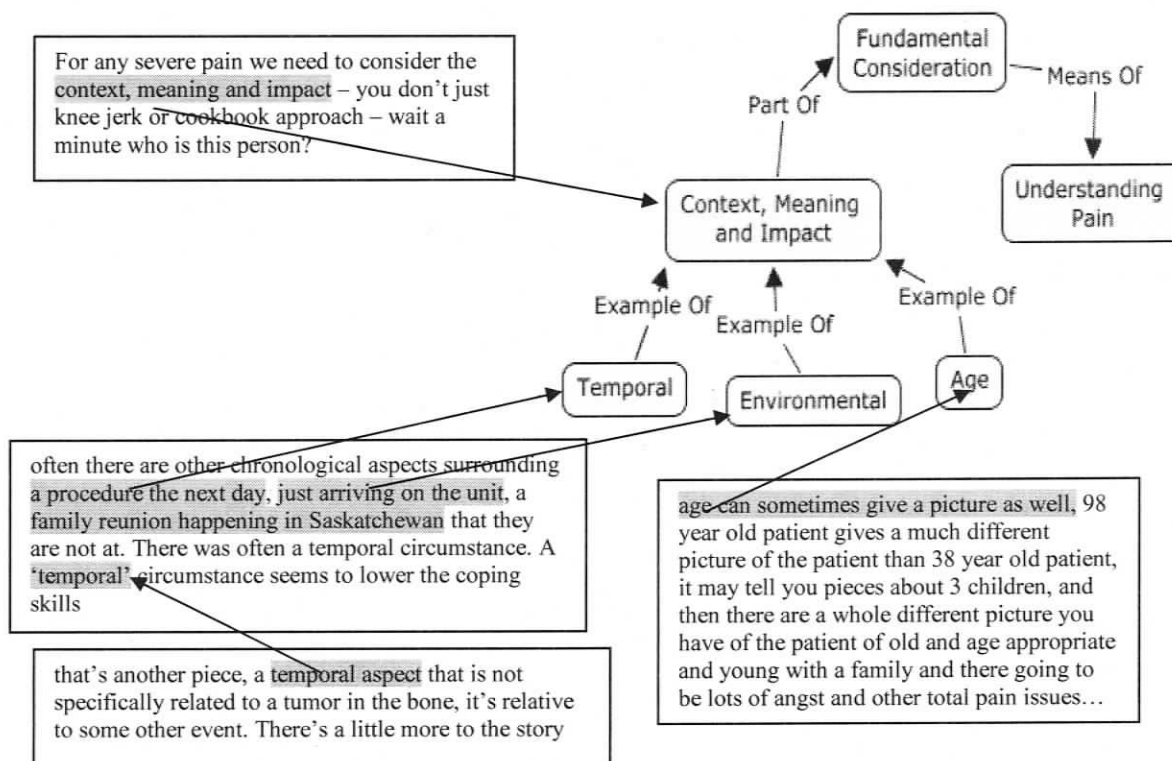 For any severe pain we need to consider the
context, meaning and impact – you don't just
knee jerk or cookbook approach – wait a
minute who is this person?
Fundamental
Consideration
Means Of
Part Of
Understanding
Pain
Context, Meaning
and Impact
Example Of
Example Of
Example Of
Temporal
Environmental
Age
often there are other chronological aspects surrounding
a procedure the next day, just arriving on the unit, a
family reunion happening in Saskatchewan that they
are not at. There was often a temporal circumstance. A
'temporal' circumstance seems to lower the coping
skills
age can sometimes give a picture as well, 98
year old patient gives a much different
picture of the patient than 38 year old patient,
it may tell you pieces about 3 children, and
then there are a whole different picture you
have of the patient of old and age appropriate
and young with a family and there going to
be lots of angst and other total pain issues…
that's another piece, a temporal aspect that is not
specifically related to a tumor in the bone, it's relative
to some other event. There's a little more to the story